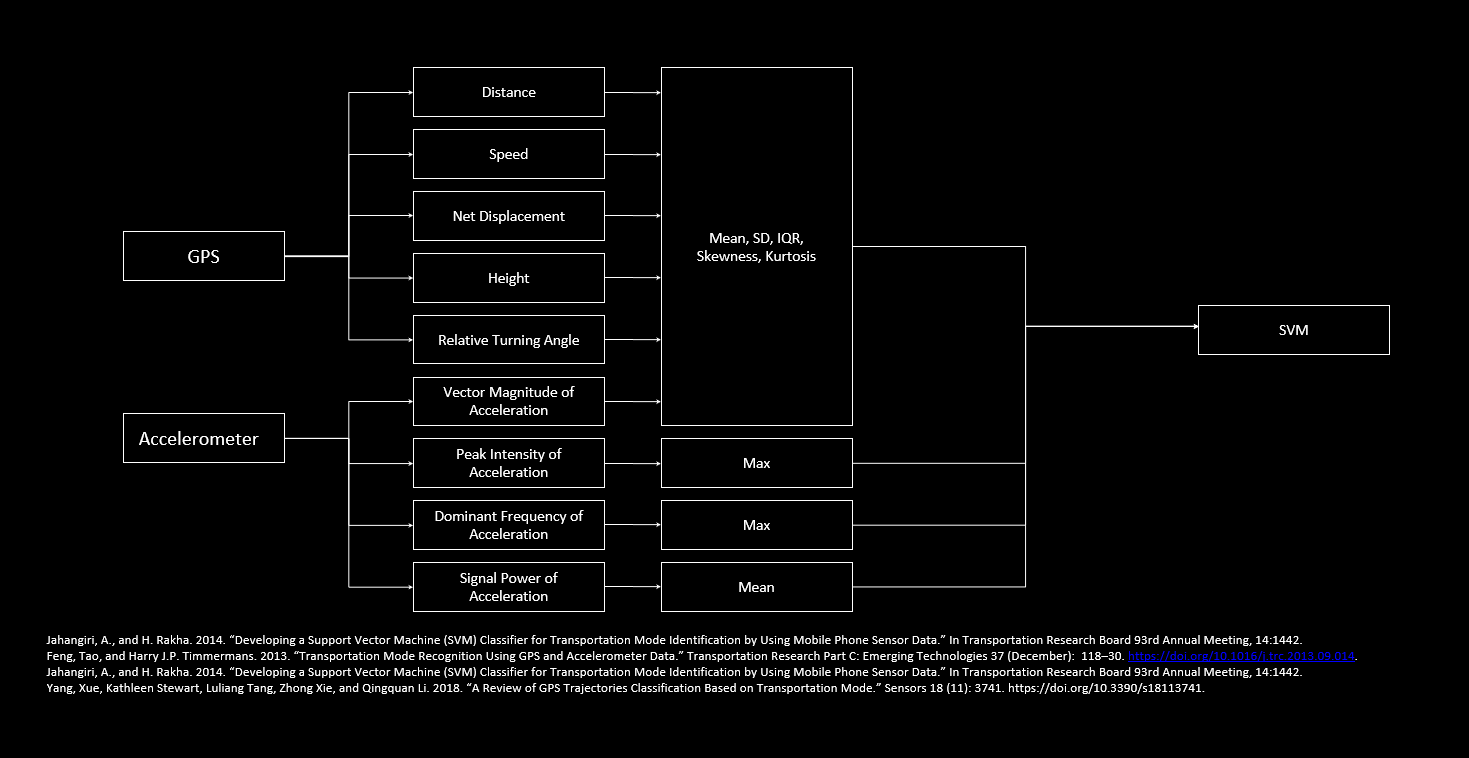 Distance
Speed
Net Displacement
GPS
Height
Relative Turning Angle
Mean, SD, IQR,
Skewness, Kurtosis
SVM
Accelerometer
Vector Magnitude of
Acceleration
Peak Intensity of
Acceleration
Max
Dominant Frequency of
Acceleration
Max
Signal Power of
Acceleration
Mean
Jahangiri, A., and H. Rakha. 2014. “Developing a Support Vector Machine (SVM) Classifier for Transportation Mode Identification by Using Mobile Phone Sensor Data.” In Transportation Research Board 93rd Annual Meeting, 14:1442.
Feng, Tao, and Harry J.P. Timmermans. 2013. “Transportation Mode Recognition Using GPS and Accelerometer Data.” Transportation Research Part C: Emerging Technologies 37 (December): 118–30. https://doi.org/10.1016/j.trc.2013.09.014.
Jahangiri, A., and H. Rakha. 2014. “Developing a Support Vector Machine (SVM) Classifier for Transportation Mode Identification by Using Mobile Phone Sensor Data.” In Transportation Research Board 93rd Annual Meeting, 14:1442.
Yang, Xue, Kathleen Stewart, Luliang Tang, Zhong Xie, and Qingquan Li. 2018. “A Review of GPS Trajectories Classification Based on Transportation Mode.” Sensors 18 (11): 3741. https://doi.org/10.3390/s18113741.